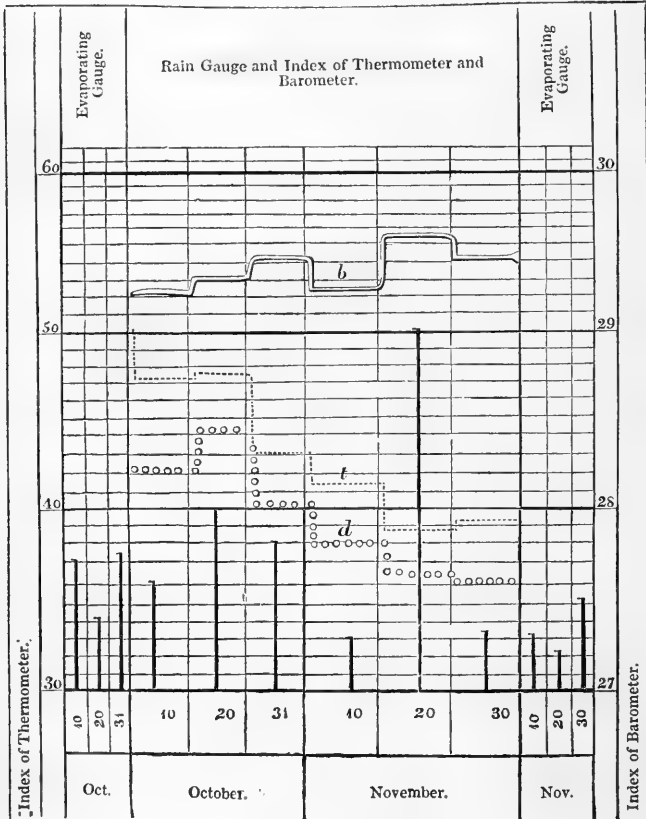 Evaporating
Gauge.
Rain Gauge and Index of Thermometer and
Barometer.
Evaporating
Gauge.
60
30
b
50
29
t
40
28
d
30
27
Index of Thermometer.
Index of Barometer.
10
20
31
10
20
31
10
20
30
10
20
30
Oct.
October.
November.
Nov.